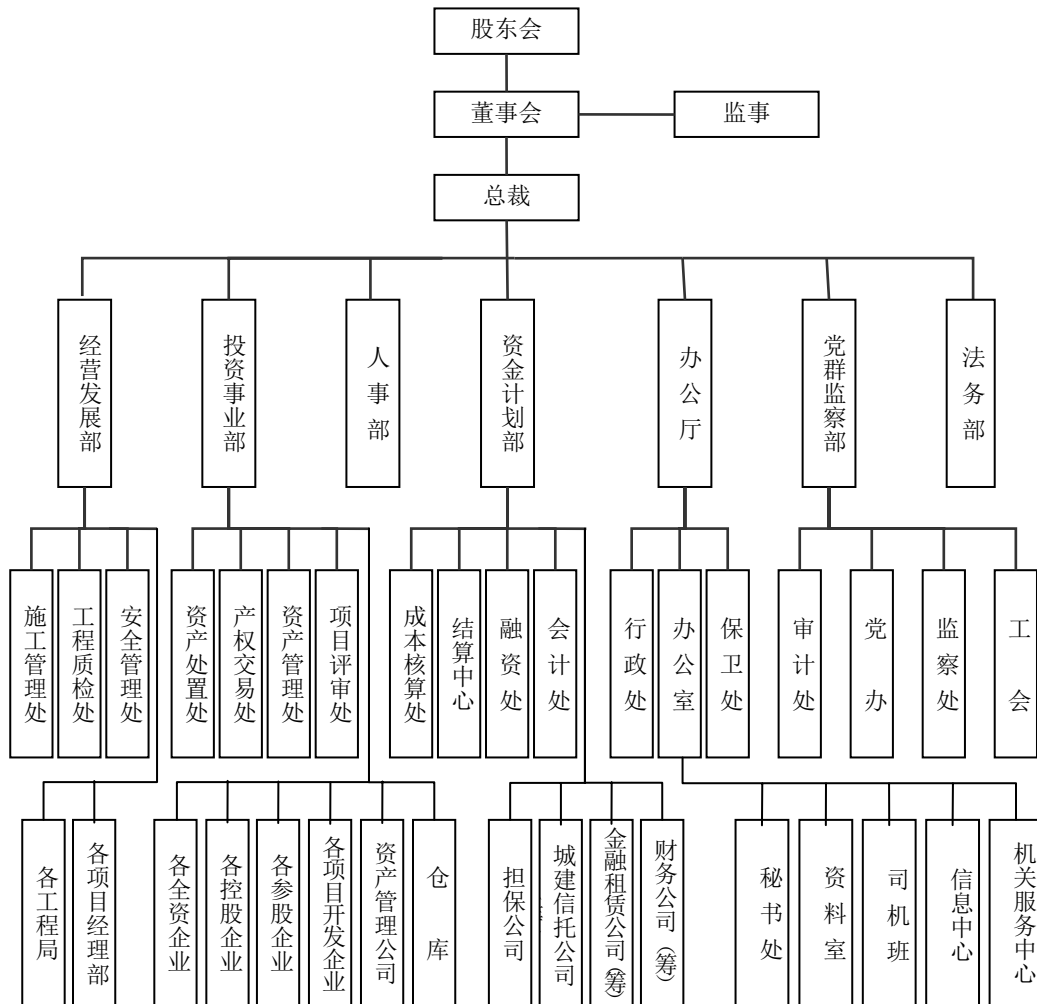 股东会
董事会
监事
总裁
经营发展部
投资事业部
人事部
资金计划部
办公厅
党群监察部
法务部
施工管理处
工程质检处
安全管理处
资产处置处
产权交易处
资产管理处
项目评审处
成本核算处
结算中心
融资处
会计处
行政处
办公室
保卫处
审计处
党办
监察处
工会
各工程局
各项目经理部
各全资企业
各控股企业
各参股企业
各项目开发企业
资产管理公司
仓库
担保公司
城建信托公司
金融租赁公司（筹）
财务公司（筹）
秘书处
资料室
司机班
信息中心
机关服务中心